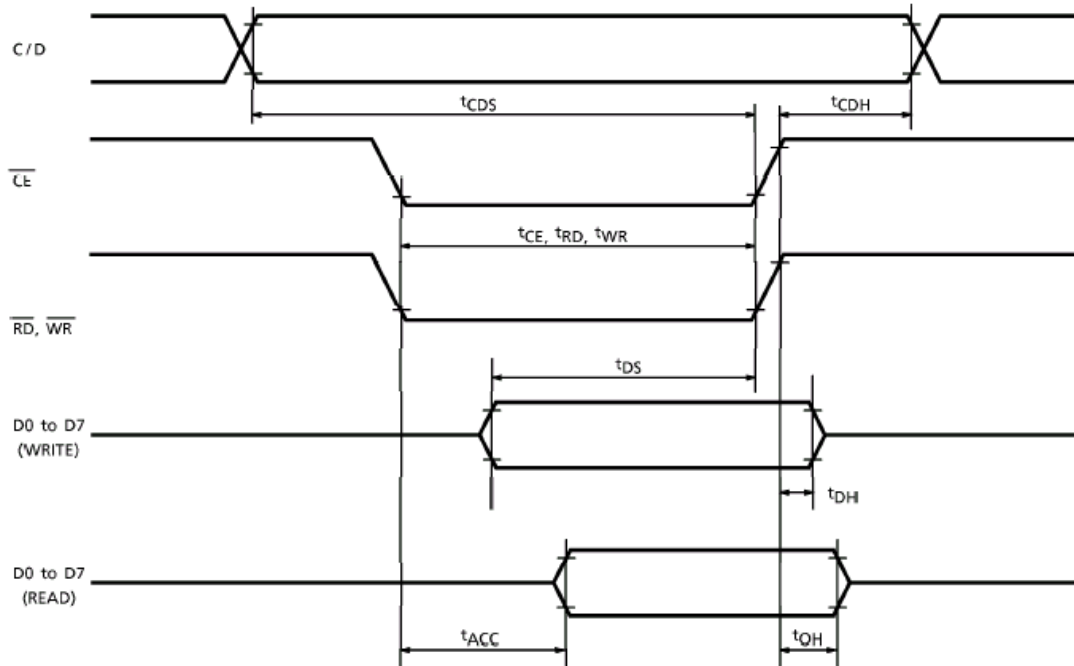 C/D
tCDS
tCDH
CE
tCE, tRD, tWR
RD, WR
tDS
D0 to D7
(WRITE)
tDH
D0 to D7
(READ)
tACC
tOH